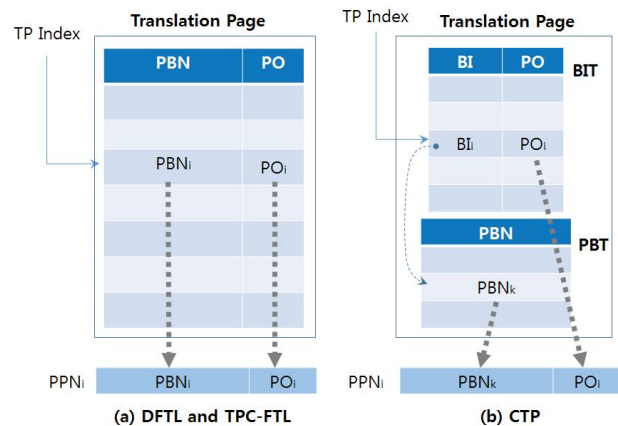 Translation Page
TP Index
PBN PO
PBNi POi
PPNi PBNi POi
(a) DFTL and TPC-FTL
Translation Page
TP Index
BI PO BIT
BIi POi
PBN PBT
PBNk
PPNi PBNk POi
(b) CTP